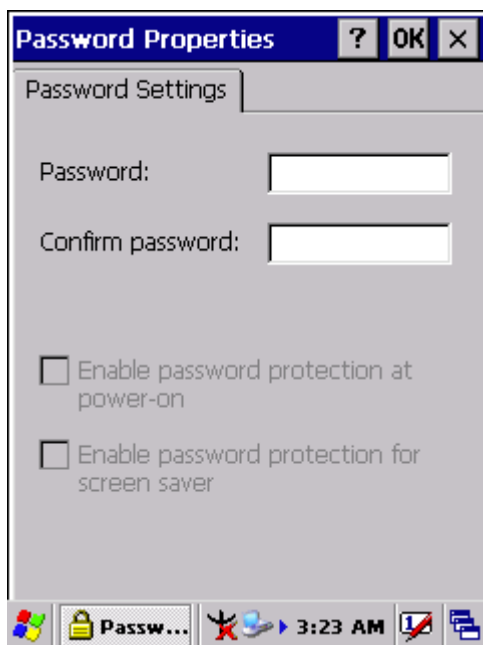 Password Properties ? OK ×
Password Settings
Password:
Confirm password:
Enable password protection at
power-on
Enable password protection for
screen saver
Passw... 3:23 AM